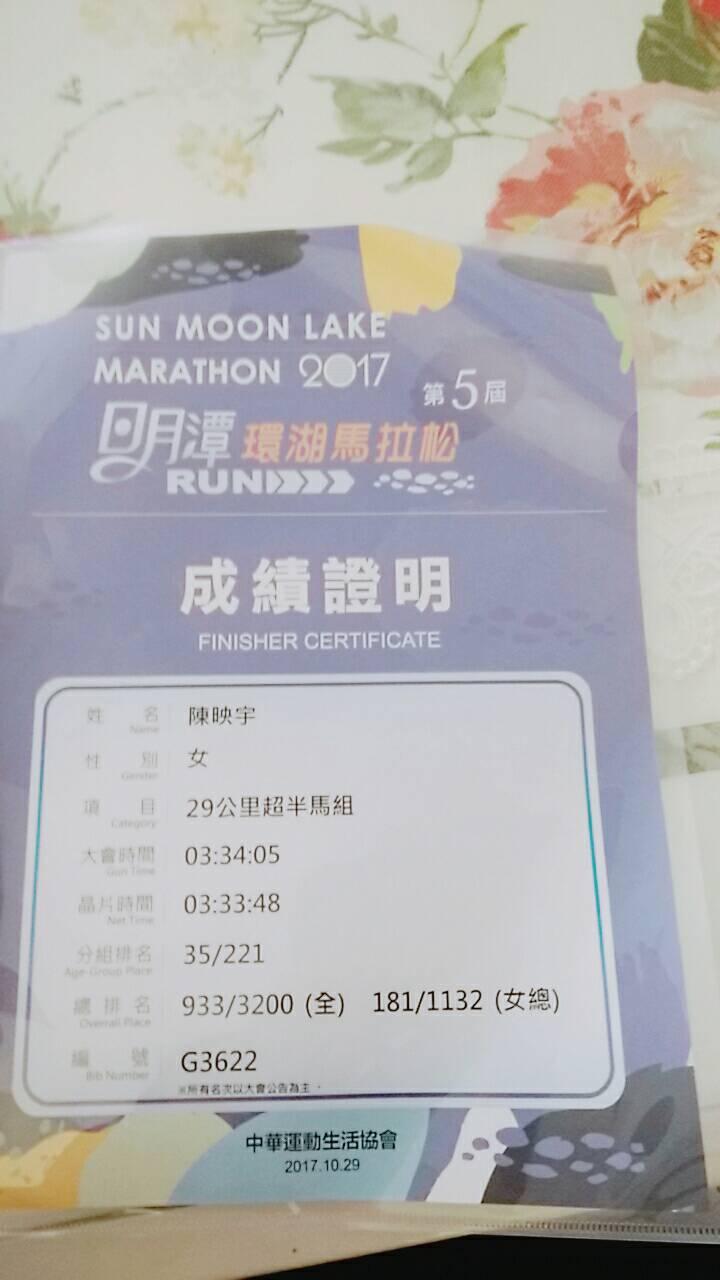 SUN MOON LAKE
MARATHON 2017 第5屆
明潭 環湖馬拉松
RUN
成績證明
FINISHER CERTIFICATE
姓名 陳映宇
Name
性別 女
Gender
項目 29公里超半馬組
Category
大會時間 03:34:05
Gun Time
晶片時間 03:33:48
Net Time
分組排名 35/221
Age-Group Place
總排名 933/3200 (全) 181/1132 (女總)
Overrall Place
編號 G3622
Bib Number
※所有名次以大會公告為主。
中華運動生活協會
2017.10.29